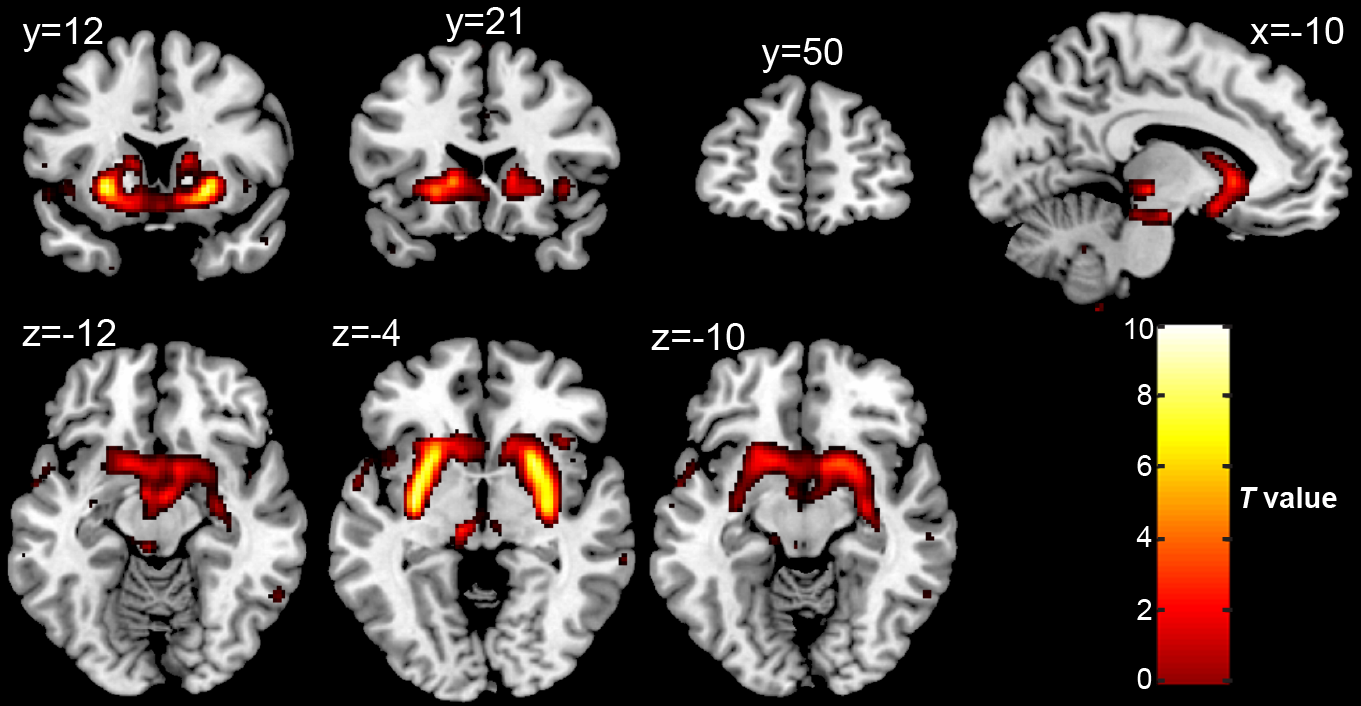 y=12
y=21
y=50
x=-10
z=-12
z=-4
z=-10
10
8
6
4
2
0
T value